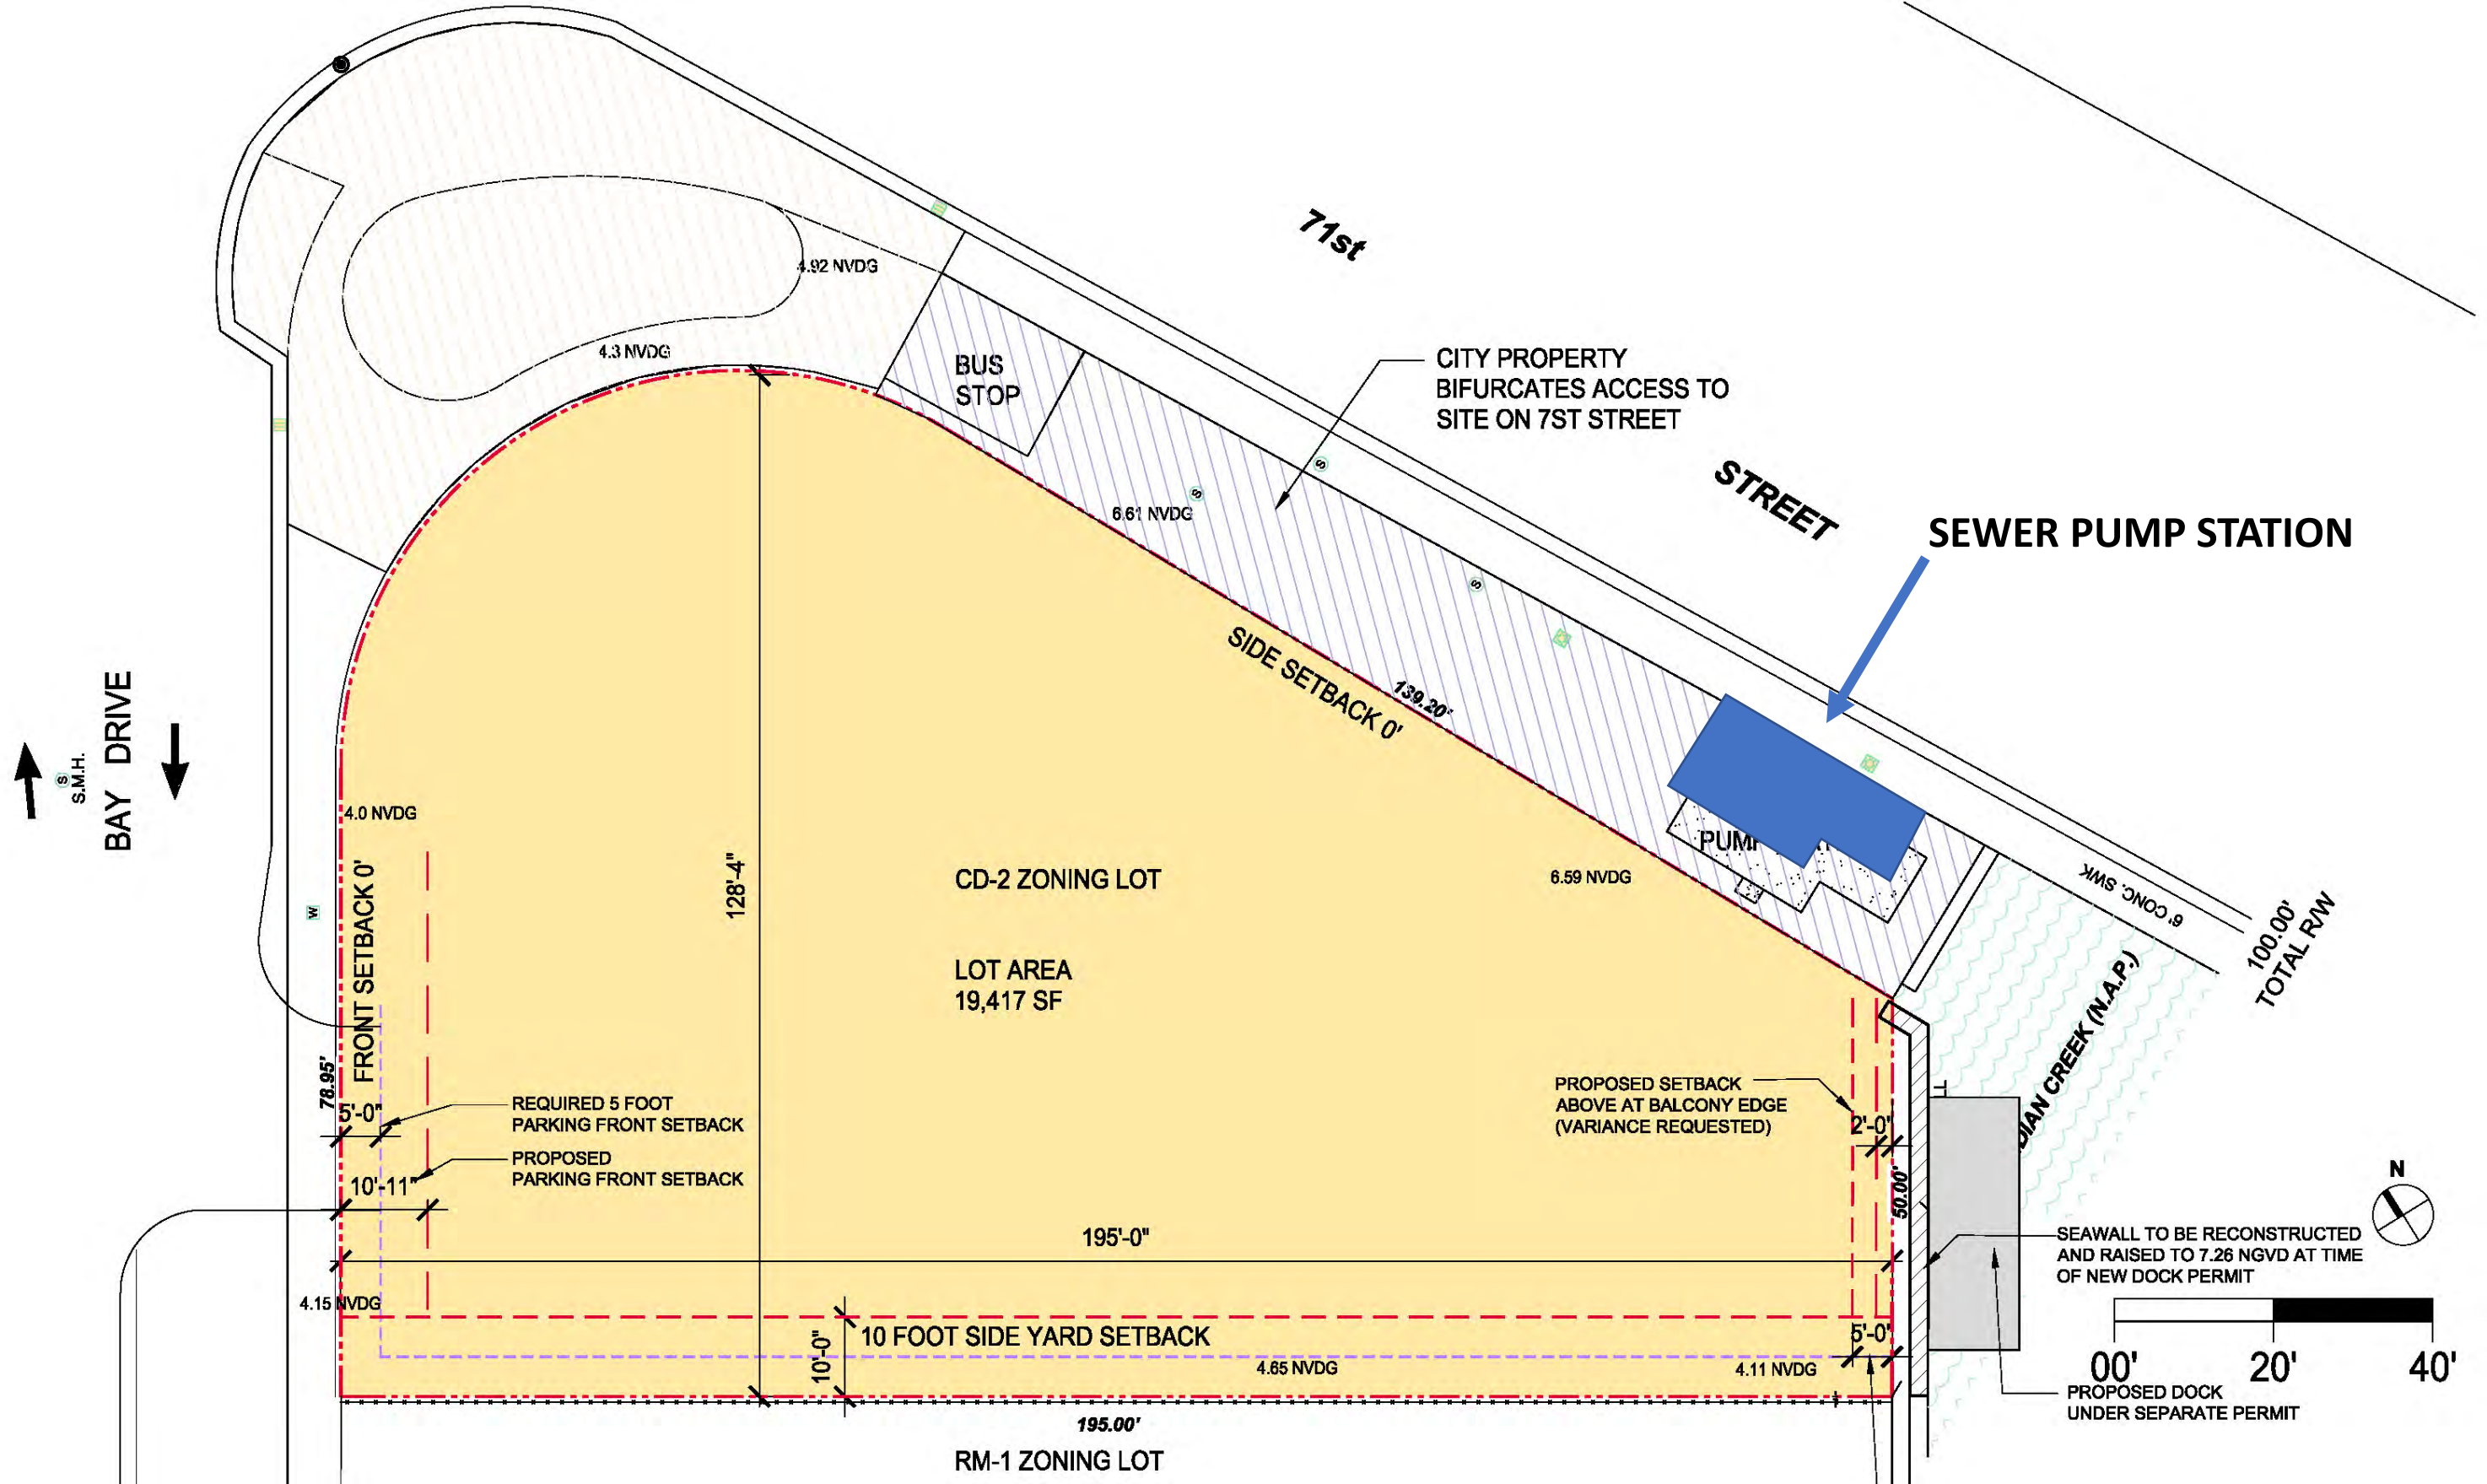 71st
STREET
4.92 NVDG
4.3 NVDG
BUS
STOP
CITY PROPERTY
BIFURCATES ACCESS TO
SITE ON 7ST STREET
S
S
S
6.61 NVDG
SEWER PUMP STATION
SIDE SETBACK 0'
139.20'
S
S.M.H.
BAY DRIVE
4.0 NVDG
W
FRONT SETBACK 0'
128'-4"
CD-2 ZONING LOT
LOT AREA
19,417 SF
6.59 NVDG
6' CONC. SWK
100.00'
TOTAL R/W
DIAN CREEK (N.A.P.)
78.95'
5'-0"
REQUIRED 5 FOOT
PARKING FRONT SETBACK
10'-11"
PROPOSED
PARKING FRONT SETBACK
PROPOSED SETBACK
ABOVE AT BALCONY EDGE
(VARIANCE REQUESTED)
2'-0"
50.00'
195'-0"
N
SEAWALL TO BE RECONSTRUCTED
AND RAISED TO 7.26 NGVD AT TIME
OF NEW DOCK PERMIT
4.15 NVDG
10'-0"
10 FOOT SIDE YARD SETBACK
5'-0"
4.65 NVDG
4.11 NVDG
00' 20' 40'
PROPOSED DOCK
UNDER SEPARATE PERMIT
195.00'
RM-1 ZONING LOT